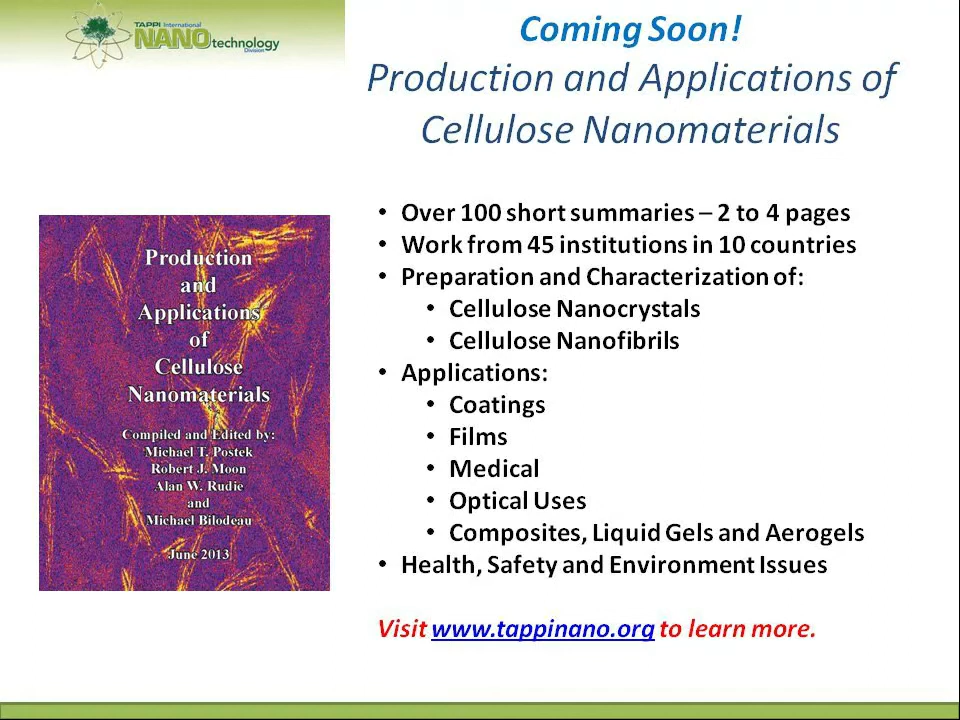 TAPPI International
NANOtechnology
Division
Coming Soon!
Production and Applications of
Cellulose Nanomaterials
Production
and
Applications
of
Cellulose
Nanomaterials
Compiled and Edited by:
Michael T. Postek
Robert J. Moon
Alan W. Rudie
and
Michael Bilodeau
June 2013
• Over 100 short summaries – 2 to 4 pages
• Work from 45 institutions in 10 countries
• Preparation and Characterization of:
• Cellulose Nanocrystals
• Cellulose Nanofibrils
• Applications:
• Coatings
• Films
• Medical
• Optical Uses
• Composites, Liquid Gels and Aerogels
• Health, Safety and Environment Issues
Visit www.tappinano.org to learn more.